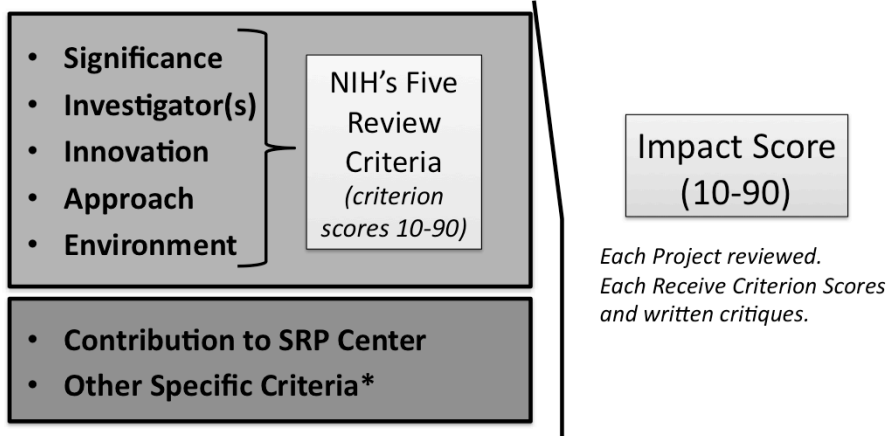 • Significance
• Investigator(s)
• Innovation
• Approach
• Environment
NIH's Five
Review
Criteria
(criterion
scores 10-90)
• Contribution to SRP Center
• Other Specific Criteria*
Impact Score
(10-90)
Each Project reviewed.
Each Receive Criterion Scores
and written critiques.